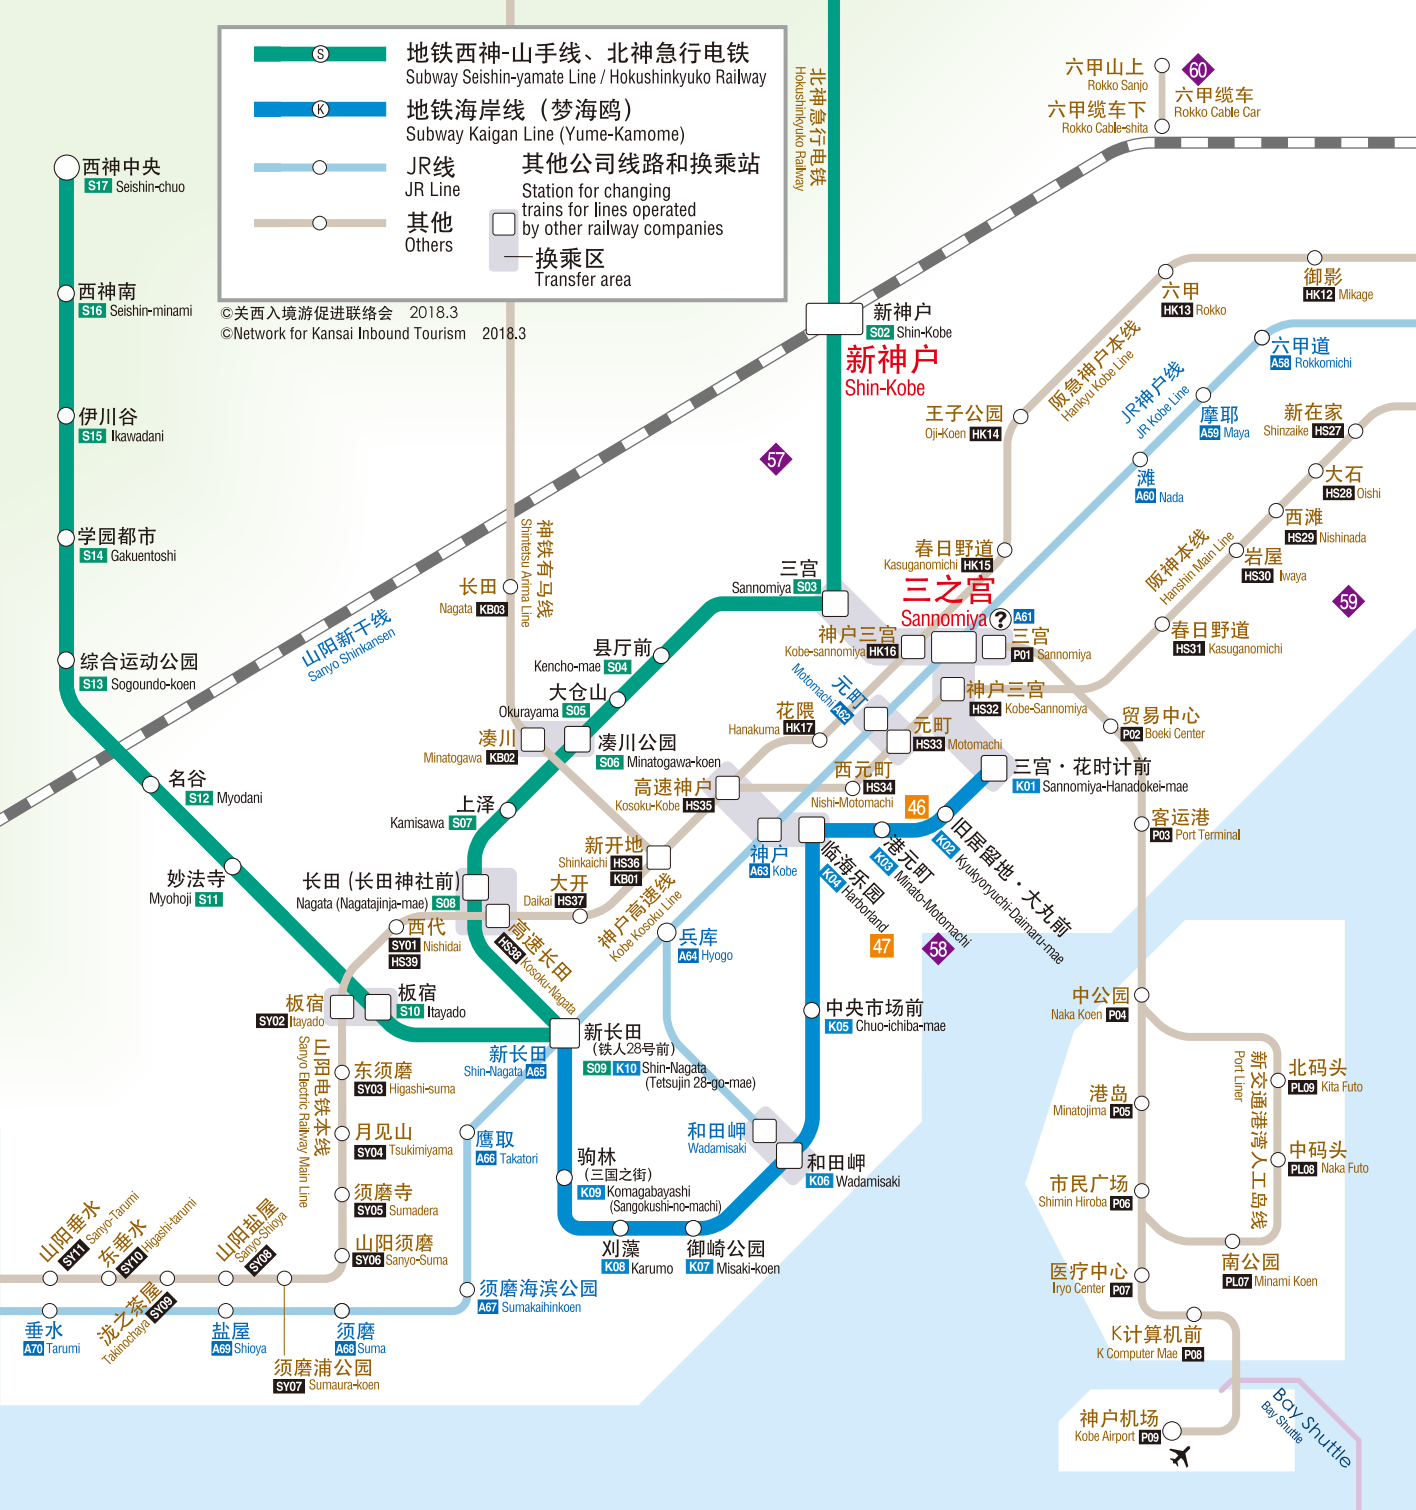 S
地铁西神-山手线、北神急行电铁
Subway Seishin-yamate Line / Hokushinkyuko Railway
K
地铁海岸线（梦海鸥）
Subway Kaigan Line (Yume-Kamome)
JR线
JR Line
其他
Others
其他公司线路和换乘站
Station for changing
trains for lines operated
by other railway companies
换乘区
Transfer area
©关西入境游促进联络会 2018.3
©Network for Kansai Inbound Tourism 2018.3
北神急行电铁
Hokushinkyuko Railway
六甲山上
Rokko Sanjo
60
六甲缆车
Rokko Cable Car
六甲缆车下
Rokko Cable-shita
西神中央
S17 Seishin-chuo
西神南
S16 Seishin-minami
伊川谷
S15 Ikawadani
学园都市
S14 Gakuentoshi
综合运动公园
S13 Sogoundo-koen
名谷
S12 Myodani
妙法寺
Myohoji S11
板宿
S10 Itayado
新神户
S02 Shin-Kobe
新神户
Shin-Kobe
57
三宫
Sannomiya S03
县厅前
Kencho-mae S04
大仓山
Okurayama S05
凑川公园
S06 Minatogawa-koen
上泽
Kamisawa S07
长田（长田神社前）
Nagata (Nagatajinja-mae) S08
新长田
（铁人28号前）
S09 K10 Shin-Nagata
(Tetsujin 28-go-mae)
新长田
Shin-Nagata A65
山阳新干线
Sanyo Shinkansen
神铁有马线
Shintetsu Arima Line
长田
Nagata KB03
凑川
Minatogawa KB02
新开地
Shinkaichi HS36
KB01
大开
Daikai HS37
高速长田
HS38 Kosoku-Nagata
西代
SY01 Nishidai
HS39
板宿
SY02 Itayado
山阳电铁本线
Sanyo Electric Railway Main Line
东须磨
SY03 Higashi-suma
月见山
SY04 Tsukimiyama
须磨寺
SY05 Sumadera
山阳须磨
SY06 Sanyo-Suma
须磨浦公园
SY07 Sumaura-koen
山阳盐屋
Sanyo-Shioya
SY08
泷之茶屋
Takinochaya SY09
东垂水
SY10 Higashi-tarumi
山阳垂水
SY11 Sanyo-Tarumi
垂水
A70 Tarumi
盐屋
A69 Shioya
须磨
A68 Suma
须磨海滨公园
A67 Sumakaihinkoen
鹰取
A66 Takatori
兵库
A64 Hyogo
神户
A63 Kobe
元町
Motomachi A62
三之宫
Sannomiya ? A61
滩
A60 Nada
摩耶
A59 Maya
六甲道
A58 Rokkomichi
JR神户线
JR Kobe Line
阪急神户本线
Hankyu Kobe Line
御影
HK12 Mikage
六甲
HK13 Rokko
王子公园
Oji-Koen HK14
春日野道
Kasuganomichi HK15
神户三宫
Kobe-sannomiya HK16
花隈
Hanakuma HK17
高速神户
Kosoku-Kobe HS35
神户高速线
Kobe Kosoku Line
西元町
HS34
Nishi-Motomachi
元町
HS33 Motomachi
神户三宫
HS32 Kobe-Sannomiya
春日野道
HS31 Kasuganomichi
岩屋
HS30 Iwaya
西滩
HS29 Nishinada
大石
HS28 Oishi
新在家
Shinzaike HS27
阪神本线
Hanshin Main Line
59
三宫
P01 Sannomiya
贸易中心
P02 Boeki Center
客运港
P03 Port Terminal
中公园
Naka Koen P04
港岛
Minatojima P05
市民广场
Shimin Hiroba P06
医疗中心
Iryo Center P07
K计算机前
K Computer Mae P08
神户机场
Kobe Airport P09
新交通港湾人工岛线
Port Liner
北码头
PL09 Kita Futo
中码头
PL08 Naka Futo
南公园
PL07 Minami Koen
Bay Shuttle
Bay Shuttle
三宫・花时计前
K01 Sannomiya-Hanadokei-mae
46
旧居留地・大丸前
K02 Kyukyoryuchi-Daimaru-mae
港元町
K03 Minato-Motomachi
临海乐园
K04 Harborland
47
58
中央市场前
K05 Chuo-ichiba-mae
和田岬
Wadamisaki
和田岬
K06 Wadamisaki
御崎公园
K07 Misaki-koen
刈藻
K08 Karumo
驹林
（三国之街）
K09 Komagabayashi
(Sangokushi-no-machi)